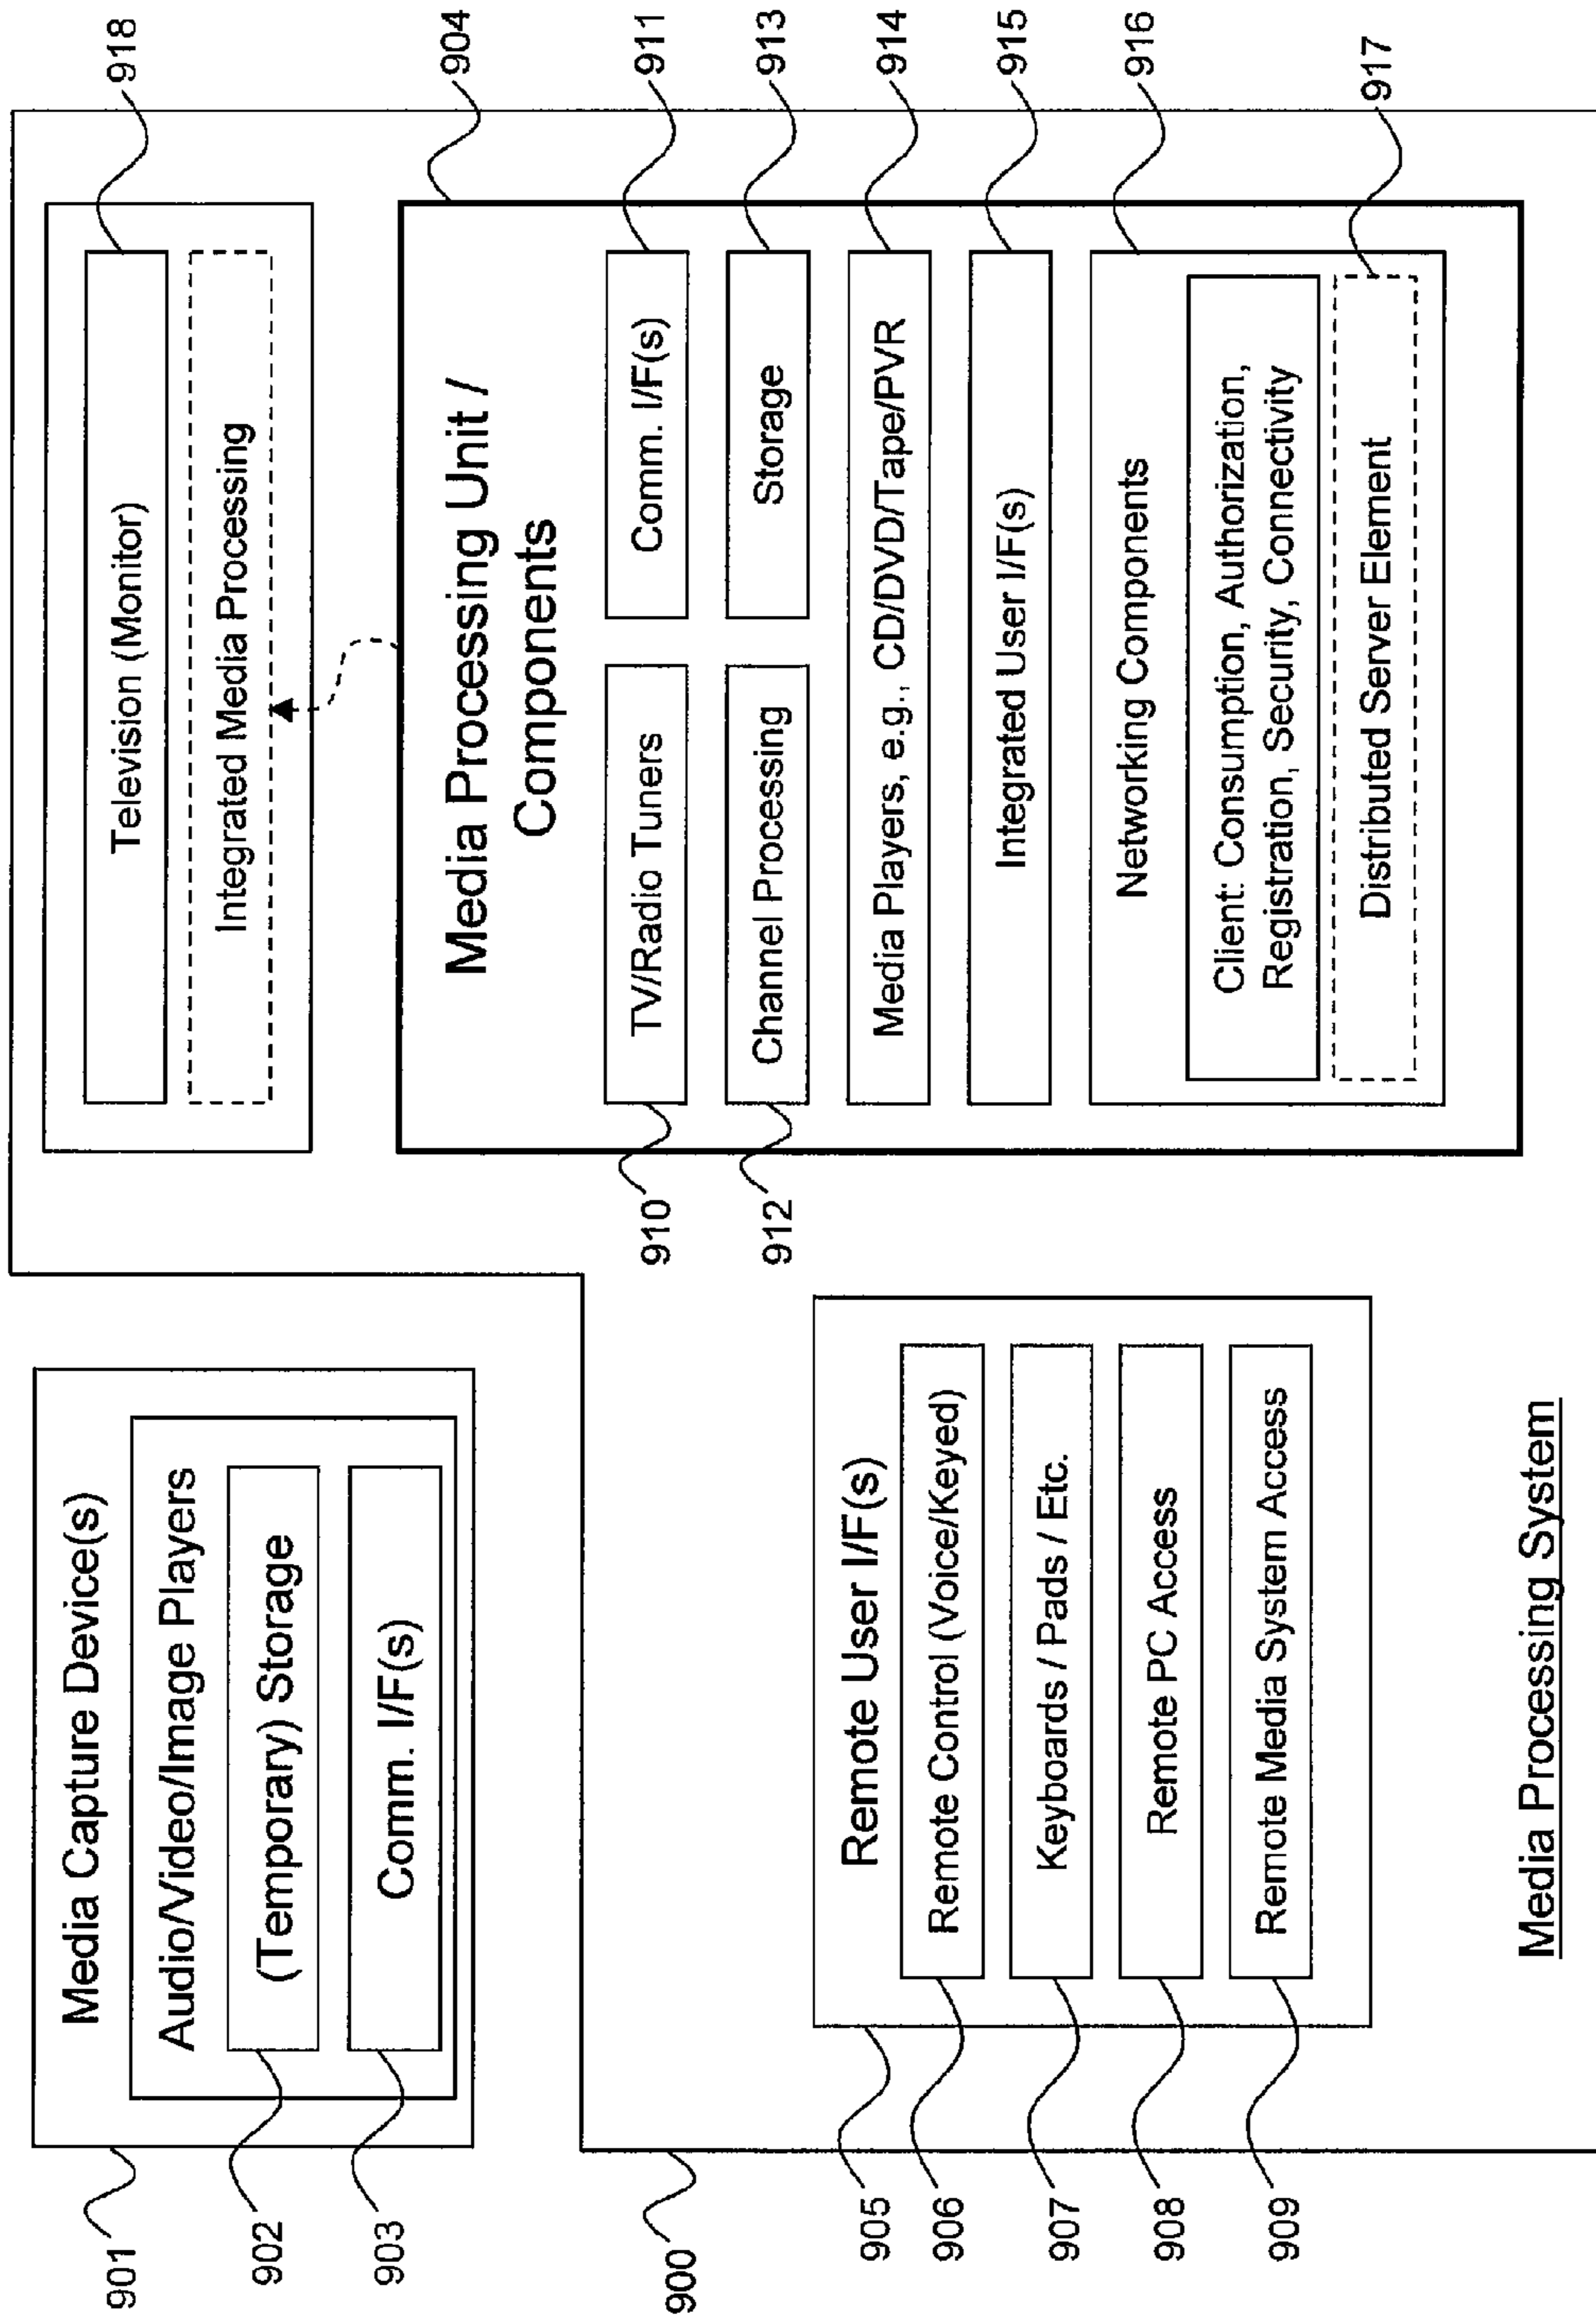 901
Media Capture Device(s)
Audio/Video/Image Players
902
(Temporary) Storage
903
Comm. I/F(s)
900
905
Remote User I/F(s)
906
Remote Control (Voice/Keyed)
907
Keyboards / Pads / Etc.
908
Remote PC Access
909
Remote Media System Access
Media Processing System
918
Television (Monitor)
Integrated Media Processing
904
Media Processing Unit /
Components
910
TV/Radio Tuners
Comm. I/F(s)
911
912
Channel Processing
Storage
913
Media Players, e.g., CD/DVD/Tape/PVR
914
Integrated User I/F(s)
915
Networking Components
916
Client: Consumption, Authorization,
Registration, Security, Connectivity
Distributed Server Element
917